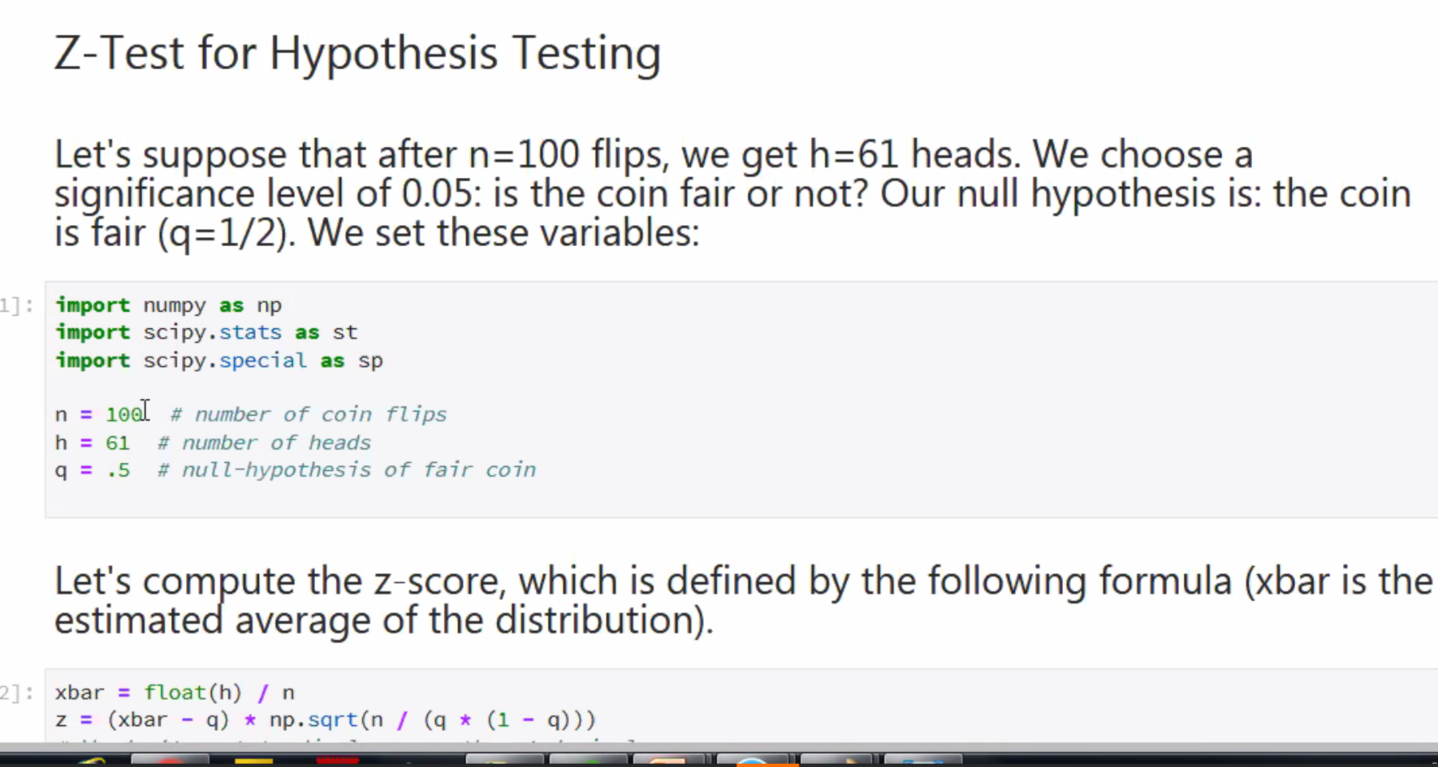 Z-Test for Hypothesis Testing
Let's suppose that after n=100 flips, we get h=61 heads. We choose a
significance level of 0.05: is the coin fair or not? Our null hypothesis is: the coin
is fair (q=1/2). We set these variables:
1]:
import numpy as np
import scipy.stats as st
import scipy.special as sp
n = 100  # number of coin flips
h = 61  # number of heads
q = .5  # null-hypothesis of fair coin
Let's compute the z-score, which is defined by the following formula (xbar is the
estimated average of the distribution).
2]:
xbar = float(h) / n
z = (xbar - q) * np.sqrt(n / (q * (1 - q)))